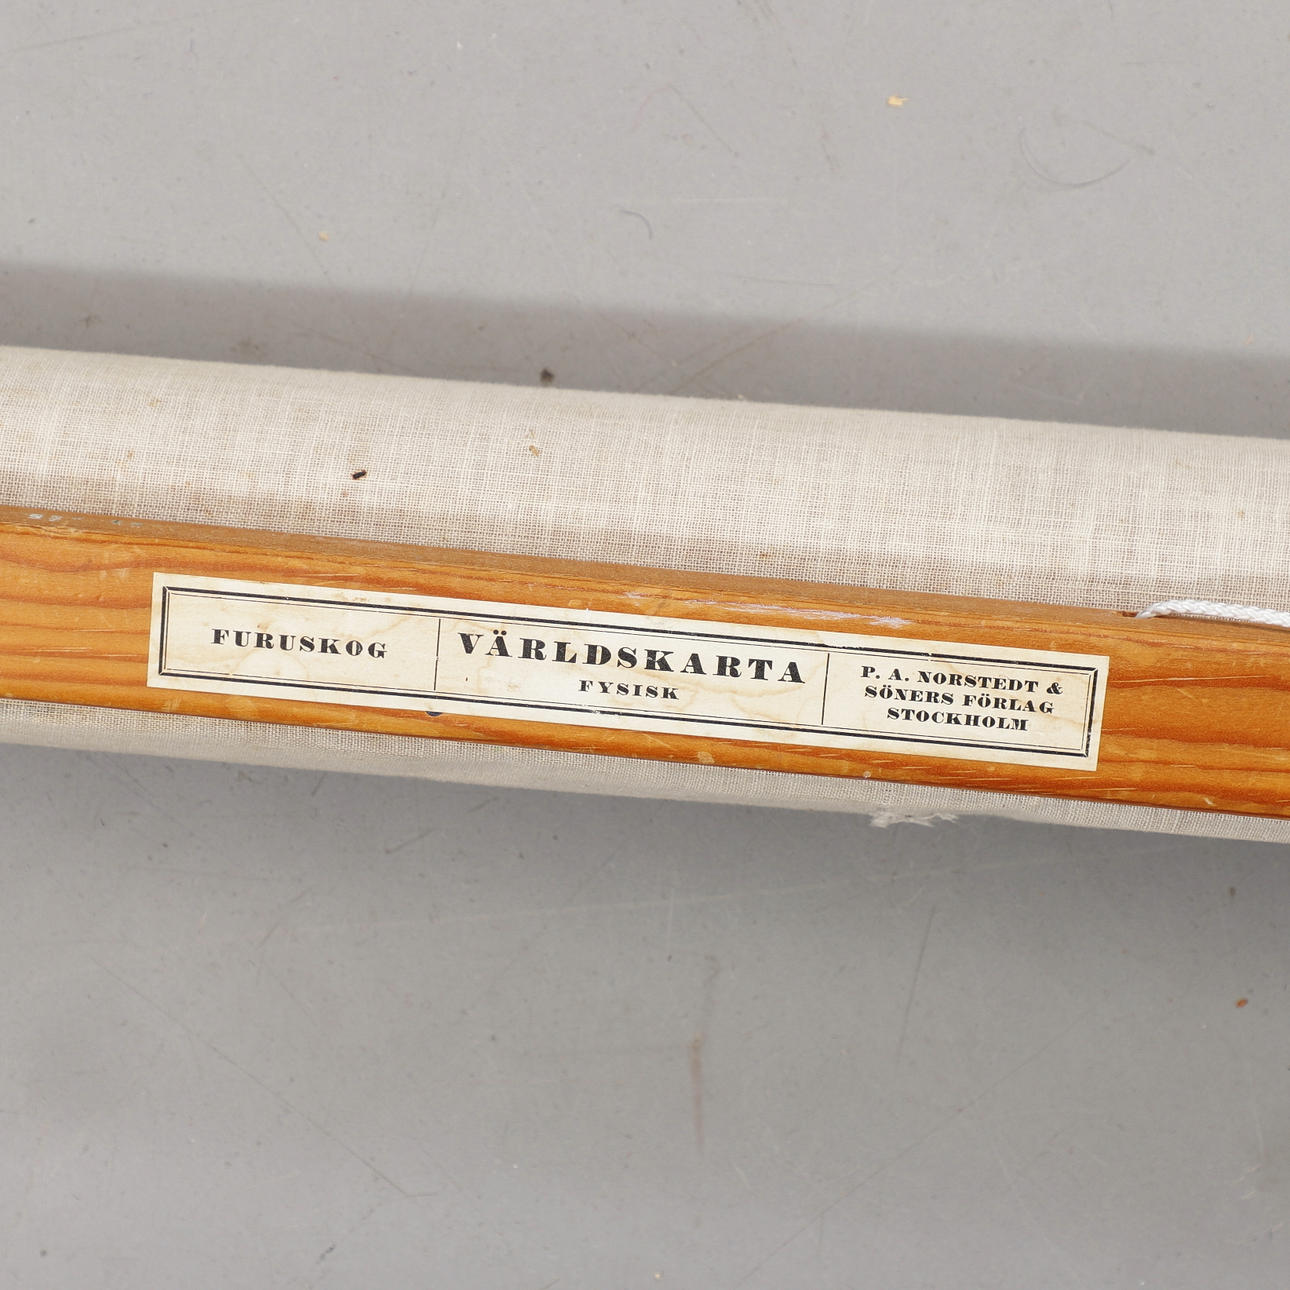 FURUSKOG
VÄRLDSKARTA
FYSISK
P. A. NORSTEDT &
SÖNERS FÖRLAG
STOCKHOLM